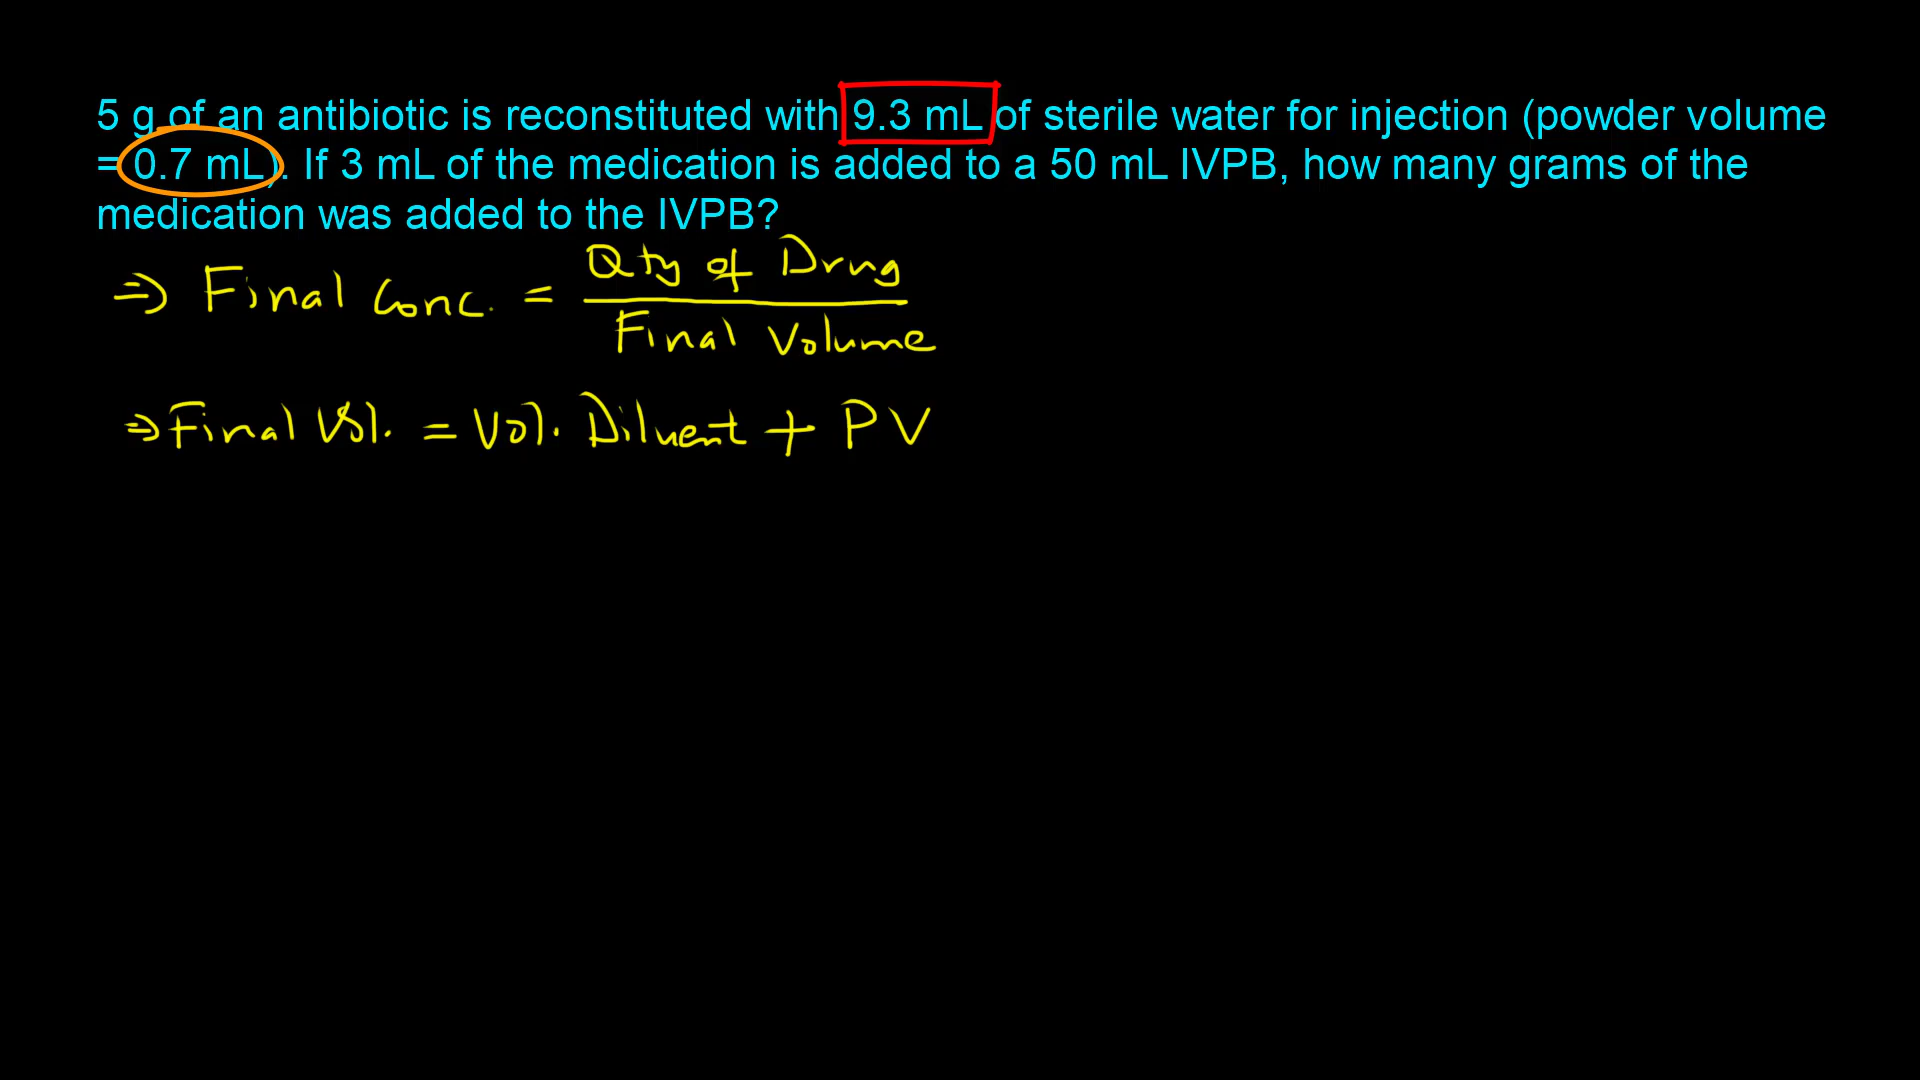 5 g of an antibiotic is reconstituted with 9.3 mL of sterile water for injection (powder volume
= 0.7 mL). If 3 mL of the medication is added to a 50 mL IVPB, how many grams of the
medication was added to the IVPB?
⇒ Final Conc. = Qty of Drug
Final Volume
⇒ Final Vol. = Vol. Diluent + PV